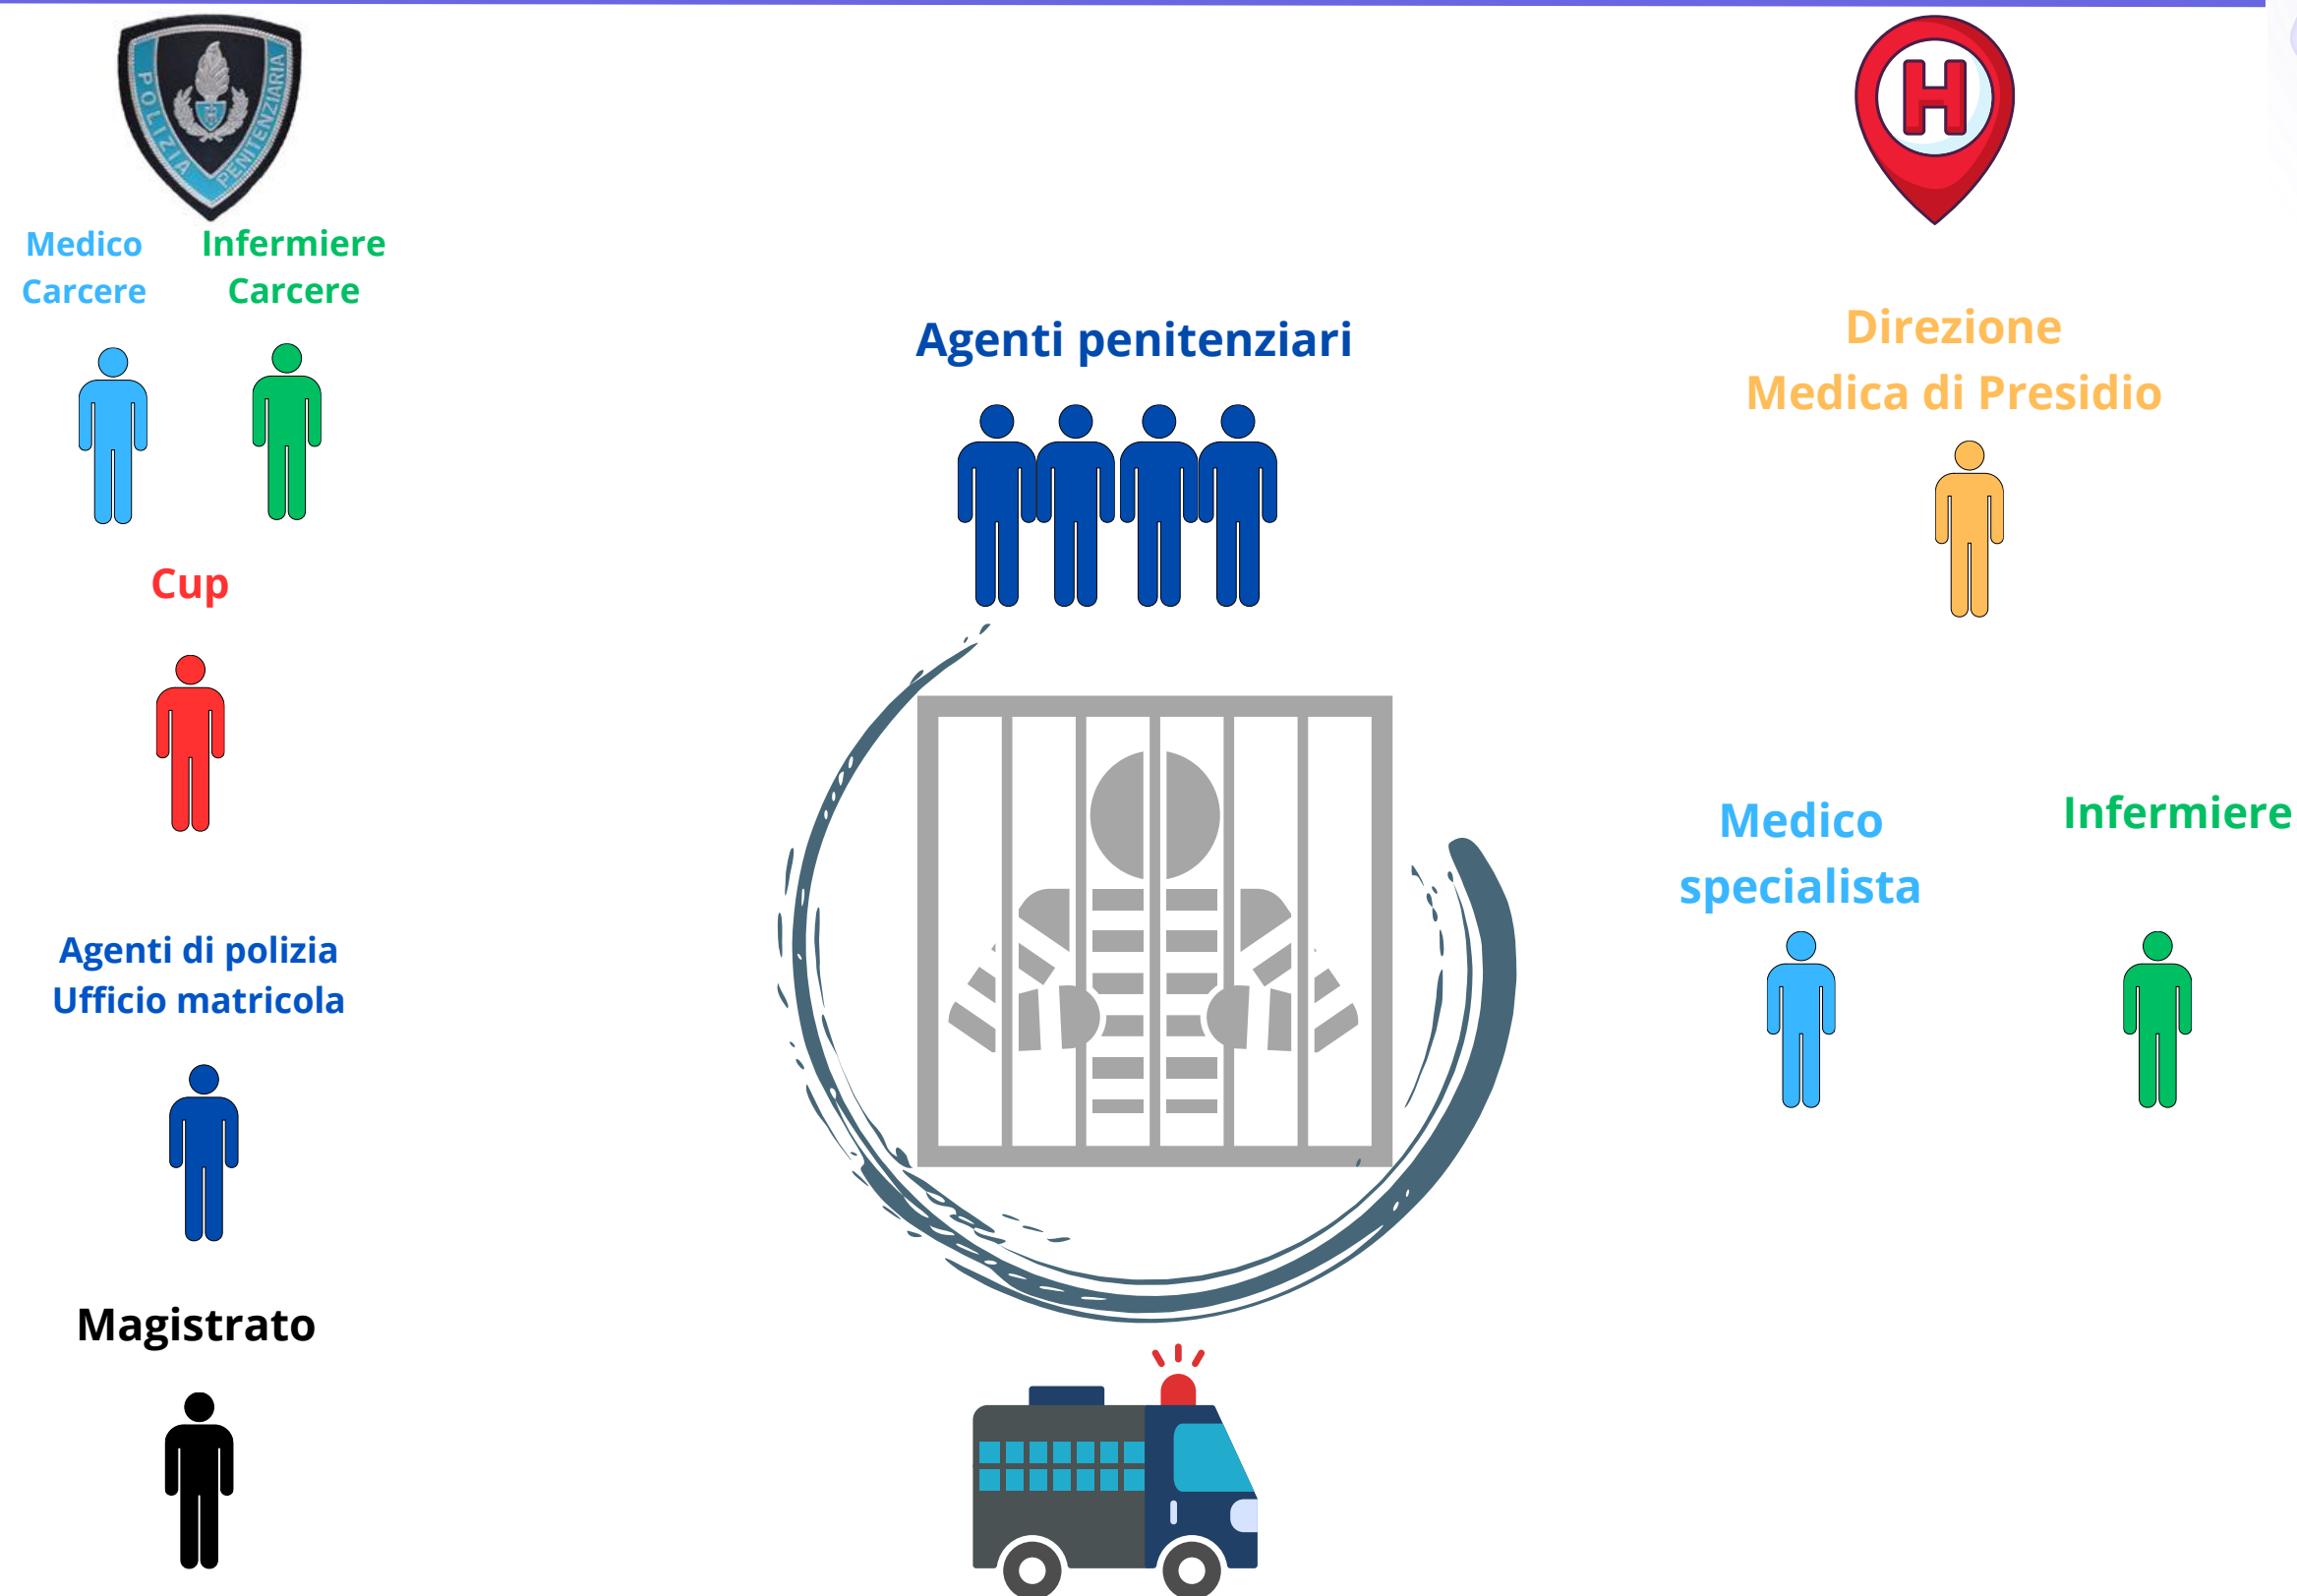 POLIZIA PENITENZIARIA
H
Medico
Carcere
Infermiere
Carcere
Cup
Agenti di polizia
Ufficio matricola
Magistrato
Agenti penitenziari
Direzione
Medica di Presidio
Medico
specialista
Infermiere